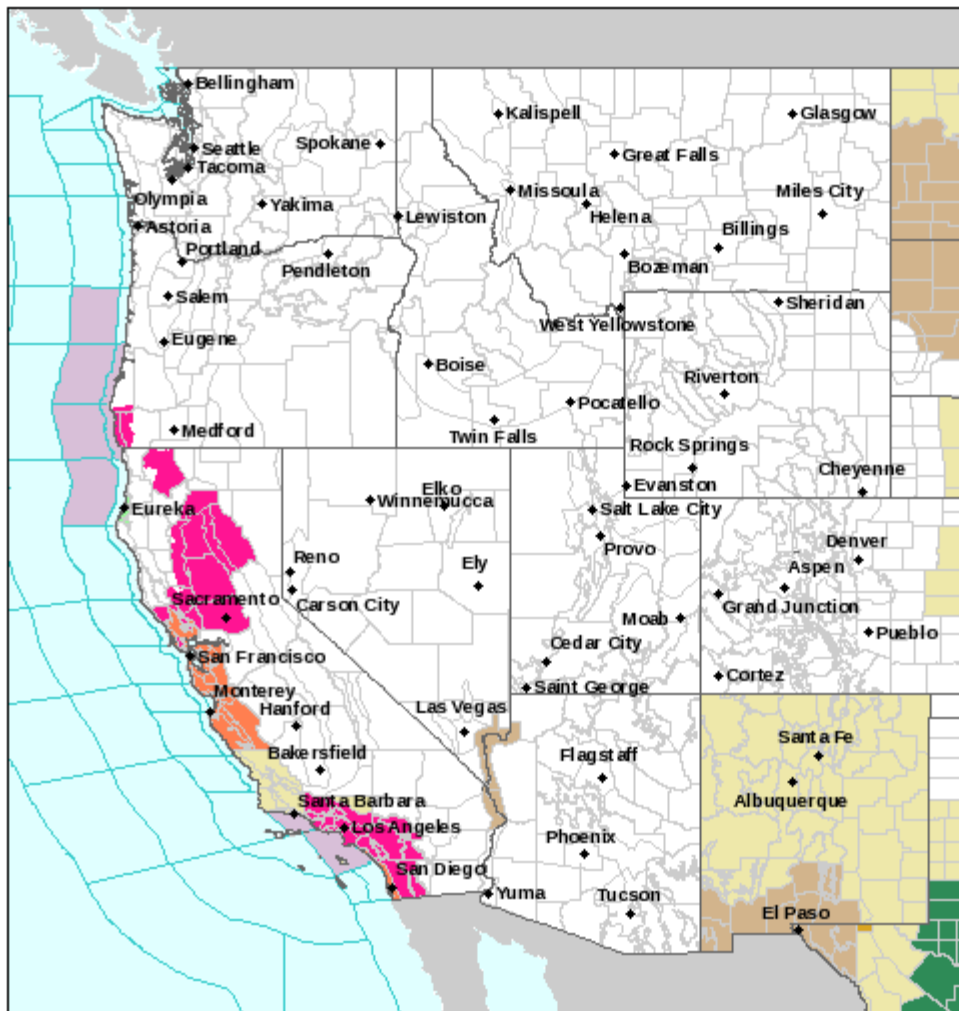 Bellingham
Kalispell
Glasgow
Seattle
Spokane
Great Falls
Tacoma
Missoula
Miles City
Olympia
Yakima
Helena
Lewiston
Astoria
Billings
Portland
Pendleton
Bozeman
Salem
Sheridan
West Yellowstone
Eugene
Boise
Riverton
Pocatello
Medford
Twin Falls
Rock Springs
Cheyenne
Evanston
Elko
Winnemucca
Eureka
Salt Lake City
Provo
Denver
Reno
Ely
Aspen
Sacramento
Carson City
Grand Junction
Moab
Pueblo
San Francisco
Cedar City
Cortez
Saint George
Monterey
Hanford
Las Vegas
Santa Fe
Bakersfield
Flagstaff
Albuquerque
Santa Barbara
Los Angeles
Phoenix
San Diego
Yuma
Tucson
El Paso